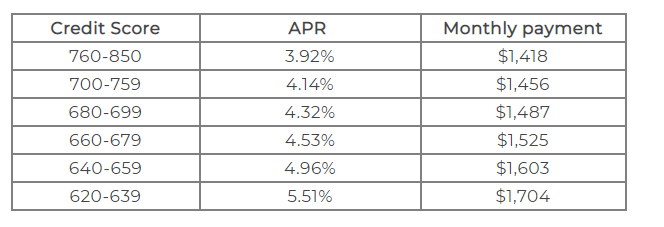 Credit Score APR Monthly payment
760-850 3.92% $1,418
700-759 4.14% $1,456
680-699 4.32% $1,487
660-679 4.53% $1,525
640-659 4.96% $1,603
620-639 5.51% $1,704